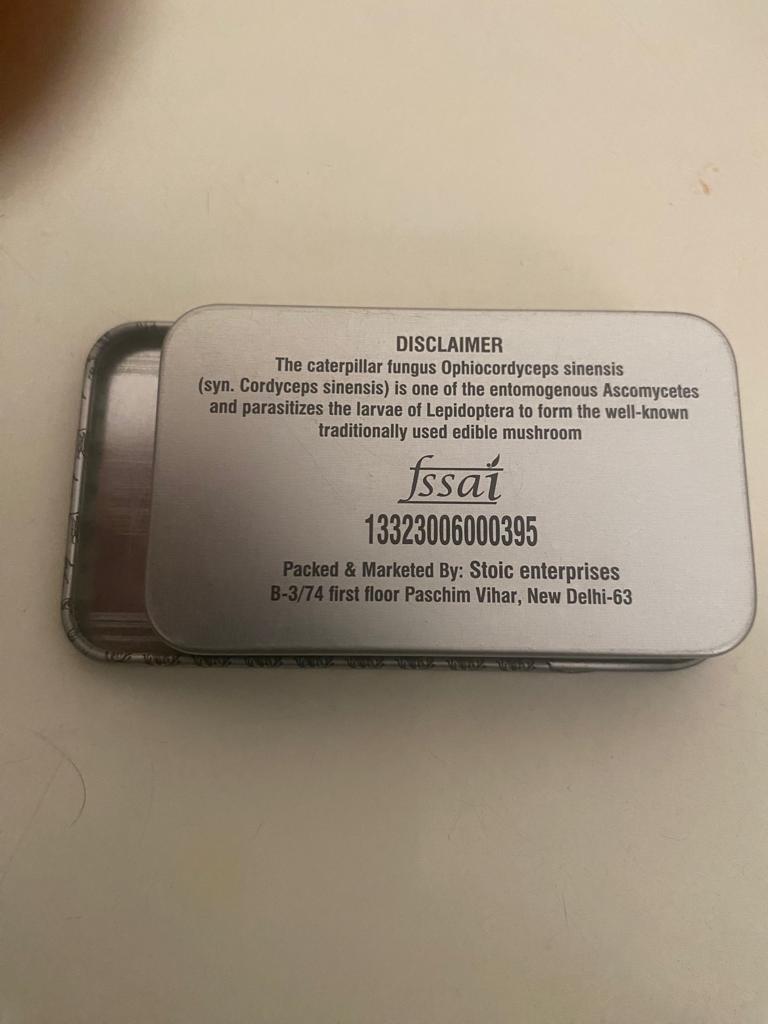 DISCLAIMER
The caterpillar fungus Ophiocordyceps sinensis
(syn. Cordyceps sinensis) is one of the entomogenous Ascomycetes
and parasitizes the larvae of Lepidoptera to form the well-known
traditionally used edible mushroom
fssai
13323006000395
Packed & Marketed By: Stoic enterprises
B-3/74 first floor Paschim Vihar, New Delhi-63